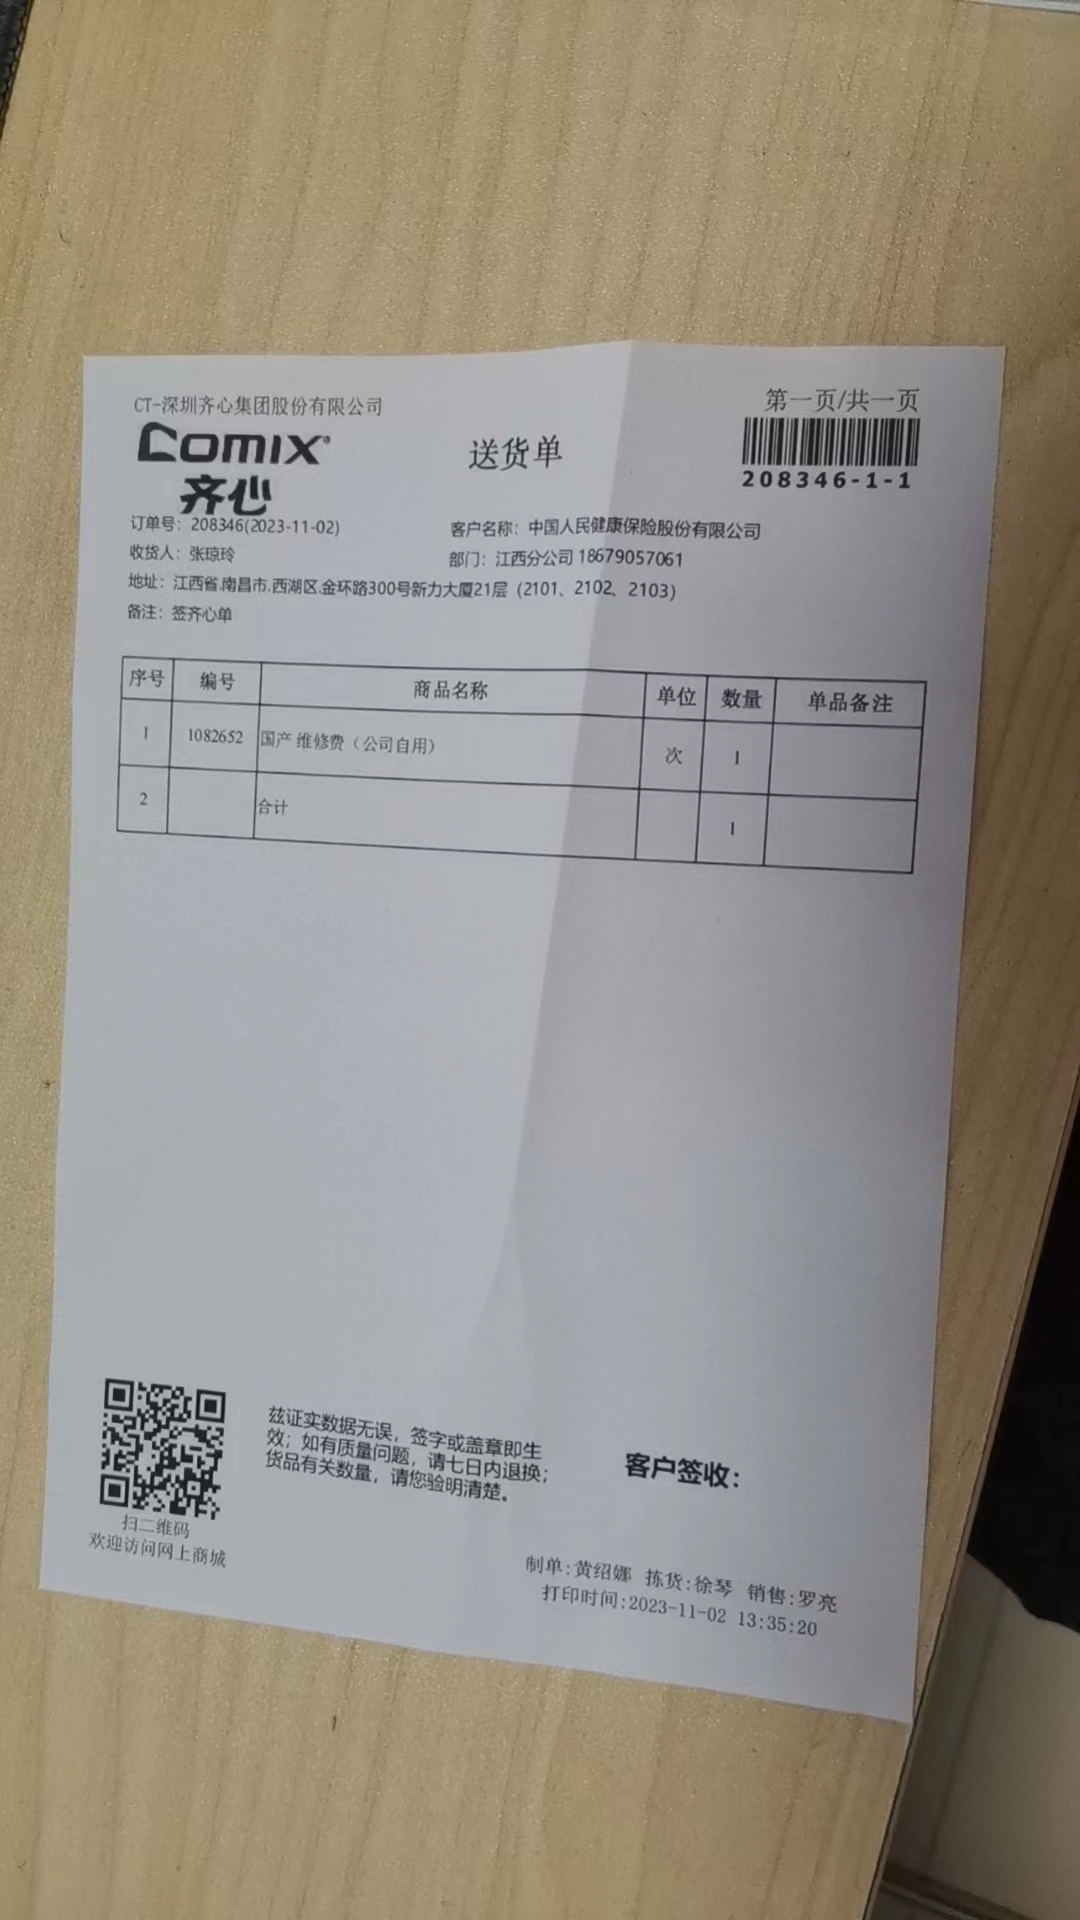 CT-深圳齐心集团股份有限公司
第一页/共一页
COMIX®
齐心
送货单
208346-1-1
订单号：208346(2023-11-02)
客户名称：中国人民健康保险股份有限公司
收货人：张琼玲
部门：江西分公司 18679057061
地址：江西省.南昌市.西湖区.金环路300号新力大厦21层（2101、2102、2103）
备注：签齐心单
序号 编号 商品名称 单位 数量 单品备注
1 1082652 国产 维修费（公司自用） 次 1
2 合计 1
兹证实数据无误，签字或盖章即生
效；如有质量问题，请七日内退换；
货品有关数量，请您验明清楚。
客户签收：
扫二维码
欢迎访问网上商城
制单:黄绍娜 拣货:徐琴 销售:罗亮
打印时间:2023-11-02 13:35:20